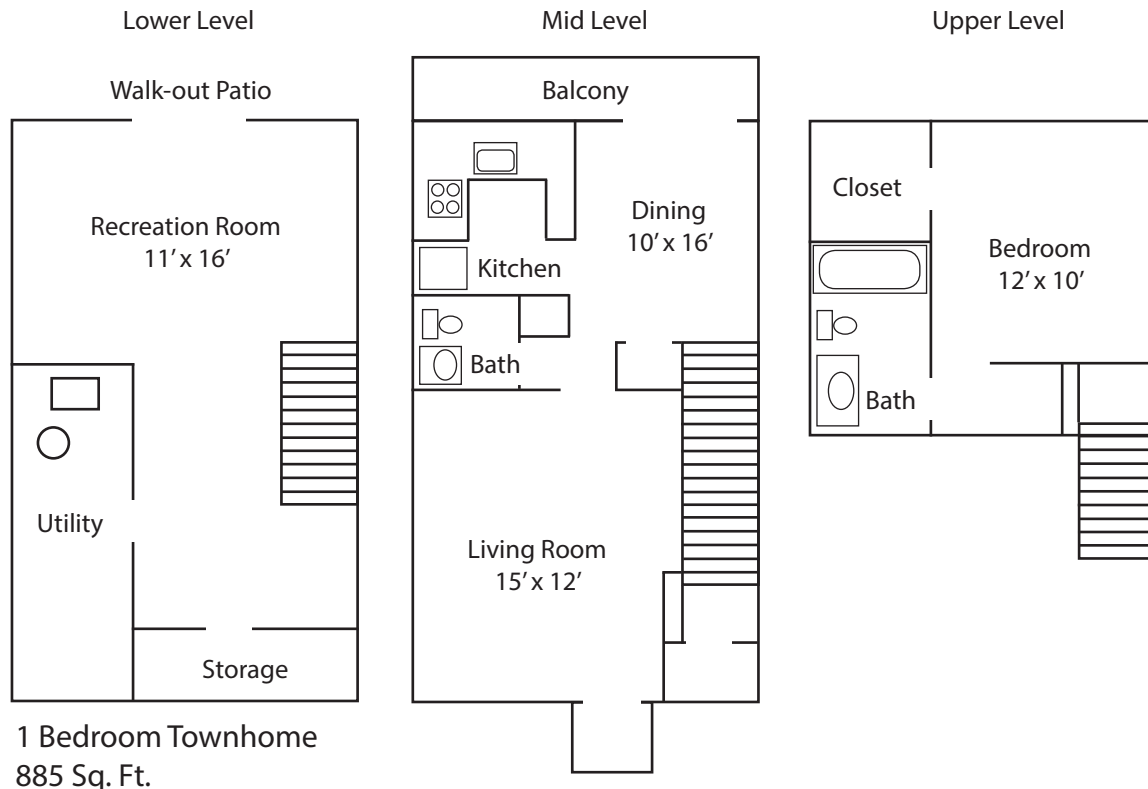 Lower Level
Mid Level
Upper Level
Walk-out Patio
Balcony
Recreation Room
11’ x 16’
Utility
Storage
Kitchen
Dining
10’ x 16’
Bath
Living Room
15’ x 12’
Closet
Bedroom
12’ x 10’
Bath
1 Bedroom Townhome
885 Sq. Ft.